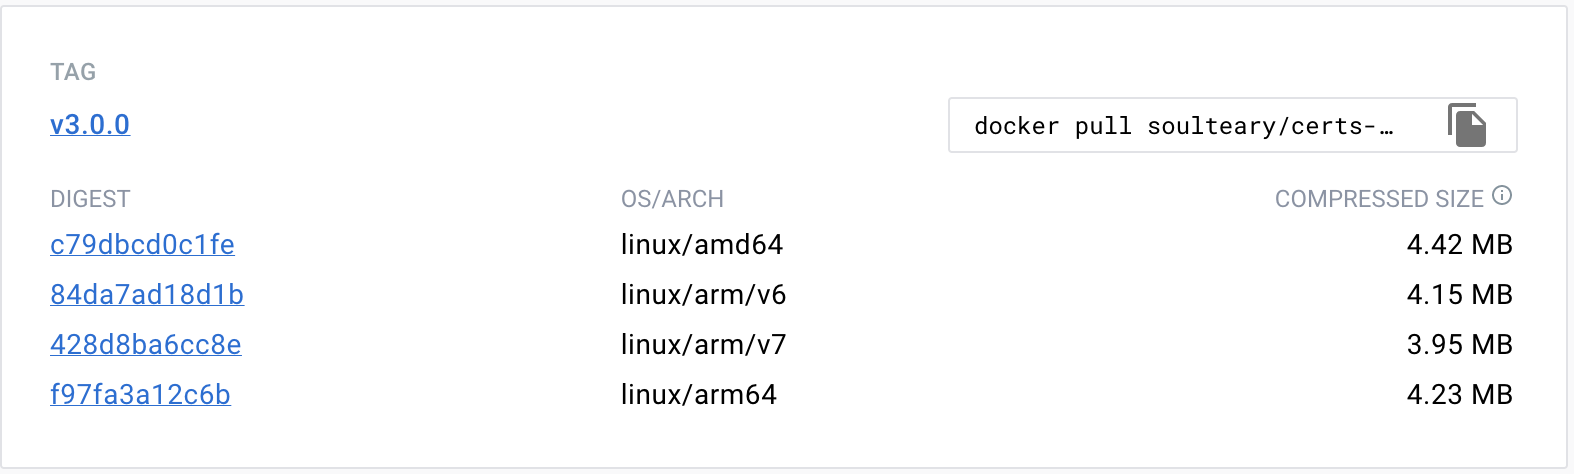 TAG
v3.0.0
docker pull soulteary/certs-…
DIGEST OS/ARCH COMPRESSED SIZE
c79dbcd0c1fe linux/amd64 4.42 MB
84da7ad18d1b linux/arm/v6 4.15 MB
428d8ba6cc8e linux/arm/v7 3.95 MB
f97fa3a12c6b linux/arm64 4.23 MB